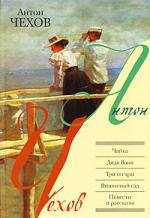 АНТОН
ЧЕХОВ
Антон
Чехов
Чайка
Дядя Ваня
Три сестры
Вишневый сад
Повести
и рассказы